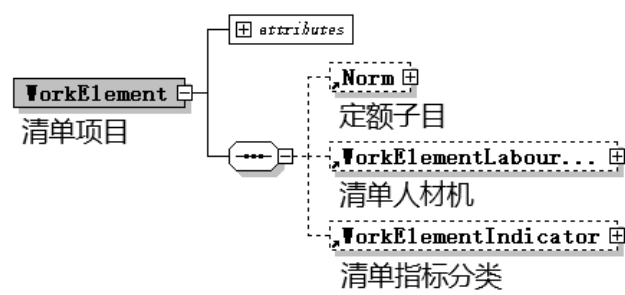 attributes
WorkElement
清单项目
Norm
定额子目
WorkElementLabour...
清单人材机
WorkElementIndicator
清单指标分类